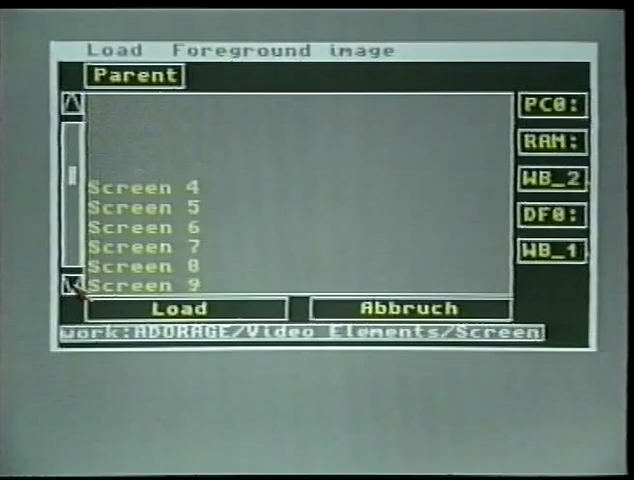 Load Foreground image
Parent
PC0:
RAM:
WB_2
DF0:
WB_1
Screen 4
Screen 5
Screen 6
Screen 7
Screen 8
Screen 9
Load
Abbruch
work:ADORAGE/Video Elements/Screen